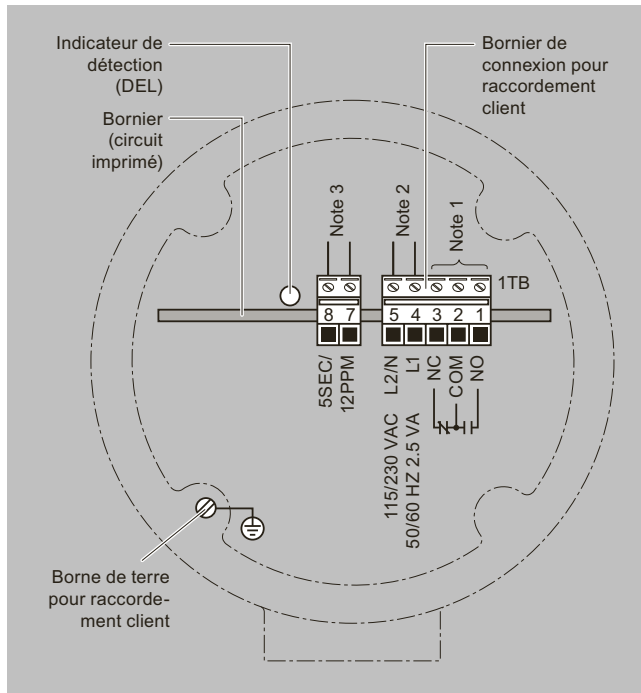 Indicateur de
détection
(DEL)
Bornier
(circuit
imprimé)
Bornier de
connexion pour
raccordement
client
Note 3
Note 2
Note 1
1TB
8 7
5 4 3 2 1
5SEC/
12PPM
L2/N
L1
NC
COM
NO
115/230 VAC
50/60 HZ 2.5 VA
Borne de terre
pour raccorde-
ment client